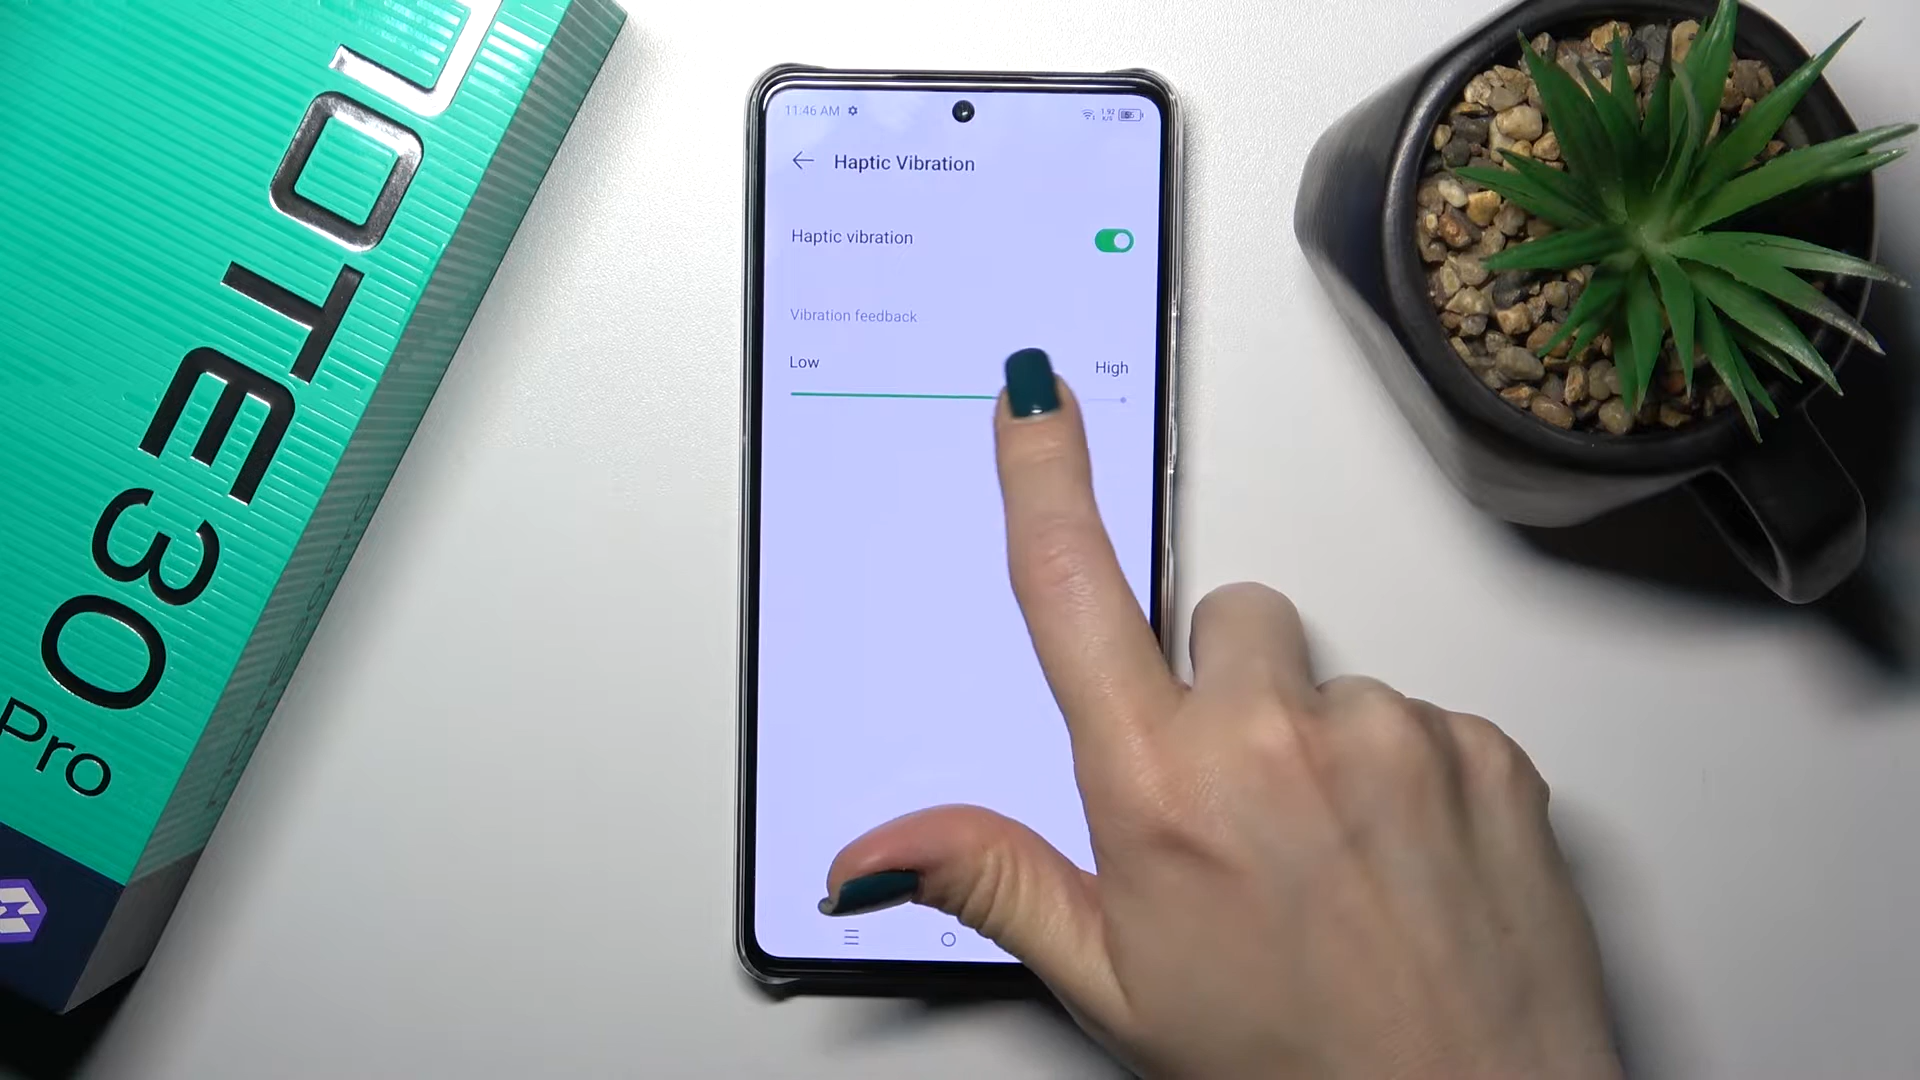 NOTE 30
Pro
11:46 AM
Haptic Vibration
Haptic vibration
Vibration feedback
Low
High